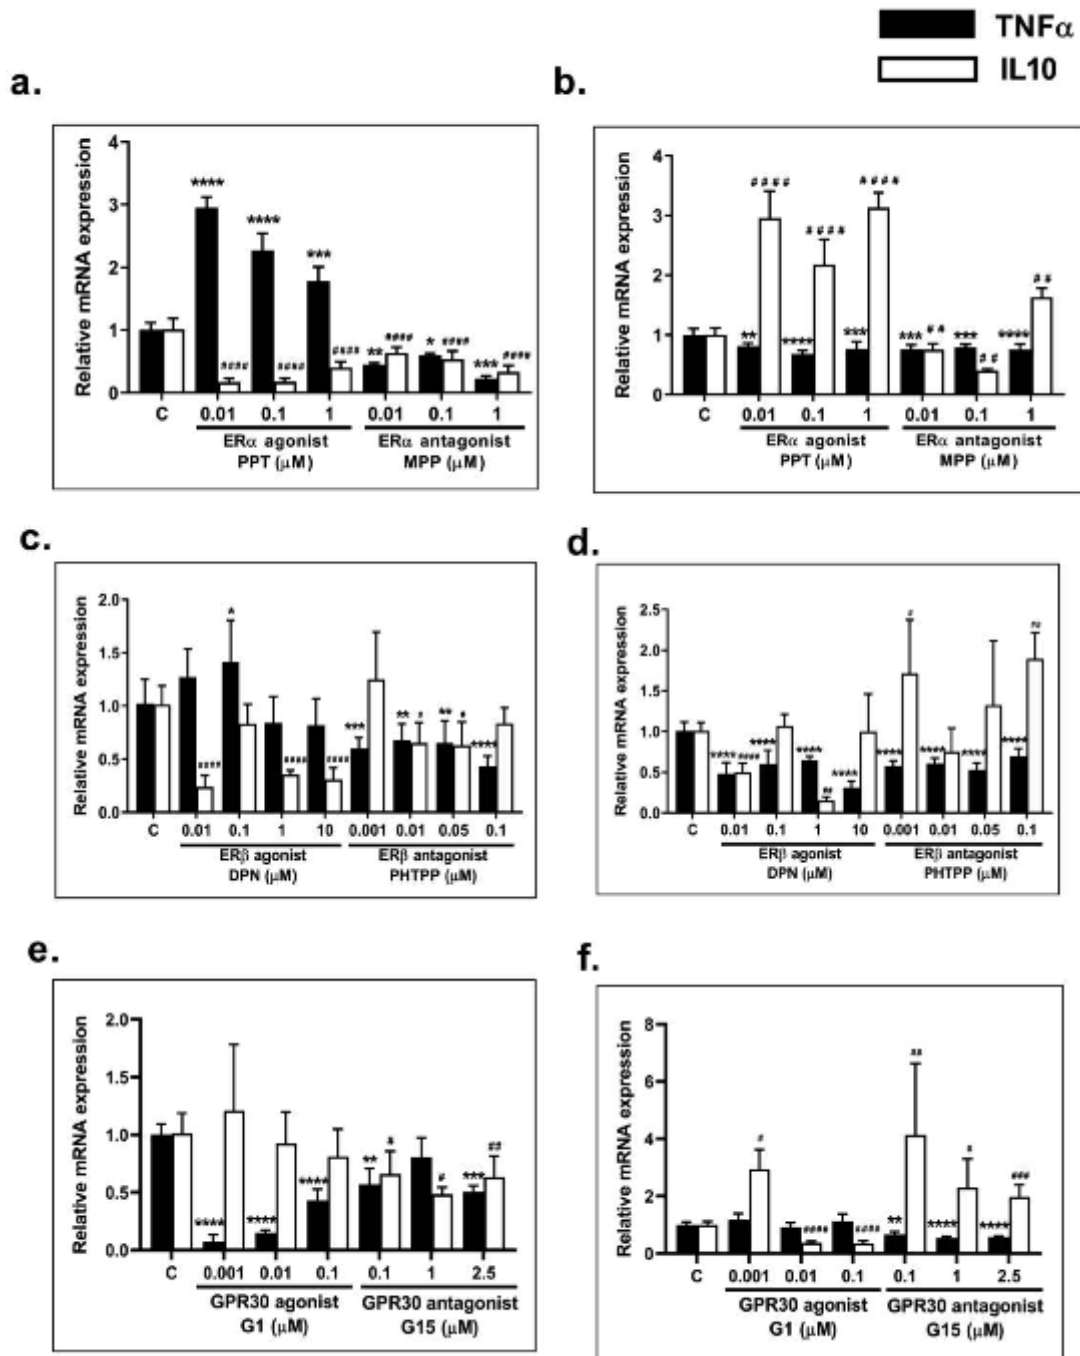 TNFα
IL10
a.
Relative mRNA expression
4
3
2
1
0
****
****
***
####
####
####
**
####
*
####
***
####
C 0.01 0.1 1 0.01 0.1 1
ERα agonist ERα antagonist
PPT (μM) MPP (μM)
b.
Relative mRNA expression
4
3
2
1
0
####
####
####
**
****
***
***
##
***
##
****
##
C 0.01 0.1 1 0.01 0.1 1
ERα agonist ERα antagonist
PPT (μM) MPP (μM)
c.
Relative mRNA expression
2.0
1.5
1.0
0.5
0.0
*
####
####
####
***
**
**
****
C 0.01 0.1 1 10 0.001 0.01 0.05 0.1
ERβ agonist ERβ antagonist
DPN (μM) PHTPP (μM)
d.
Relative mRNA expression
2.5
2.0
1.5
1.0
0.5
0.0
****
####
****
****
##
****
#
****
****
****
##
****
C 0.01 0.1 1 10 0.001 0.01 0.05 0.1
ERβ agonist ERβ antagonist
DPN (μM) PHTPP (μM)
e.
Relative mRNA expression
2.0
1.5
1.0
0.5
0.0
****
****
****
**
#
#
***
##
C 0.001 0.01 0.1 0.1 1 2.5
GPR30 agonist GPR30 antagonist
G1 (μM) G15 (μM)
f.
Relative mRNA expression
8
6
4
2
0
#
####
####
**
##
****
#
****
###
C 0.001 0.01 0.1 0.1 1 2.5
GPR30 agonist GPR30 antagonist
G1 (μM) G15 (μM)